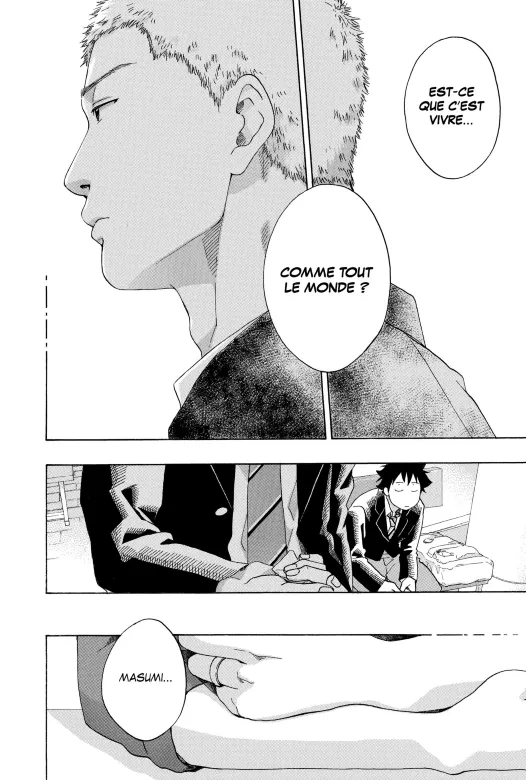 EST-CE
QUE C'EST
VIVRE...
COMME TOUT
LE MONDE ?
MASUMI...